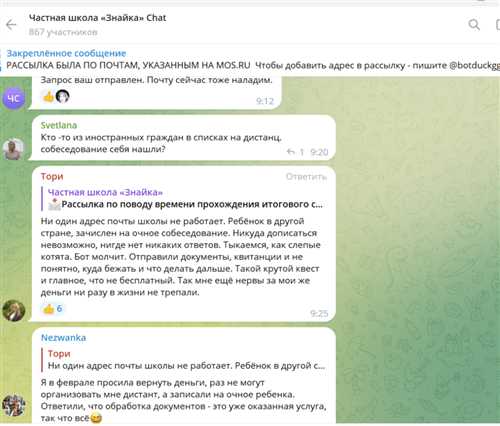 Частная школа «Знайка» Chat
867 участников
Закреплённое сообщение
РАССЫЛКА БЫЛА ПО ПОЧТАМ, УКАЗАННЫМ НА MOS.RU Чтобы добавить адрес в рассылку - пишите @botduckgg
Запрос ваш отправлен. Почту сейчас тоже наладим.
ЧС
9:12
Svetlana
Кто -то из иностранных граждан в списках на дистанц.
собеседование себя нашли?
1 9:20
Тори
Ответить
Частная школа «Знайка»
Рассылка по поводу времени прохождения итогового с...
Ни один адрес почты школы не работает. Ребёнок в другой
стране, зачислен на очное собеседование. Никуда дописаться
невозможно, нигде нет никаких ответов. Тыкаемся, как слепые
котята. Бот молчит. Отправили документы, квитанции и не
понятно, куда бежать и что делать дальше. Такой крутой квест
и главное, что не бесплатный. Так мне ещё нервы за мои же
деньги ни разу в жизни не трепали.
6
9:25
Nezwanka
Тори
Ни один адрес почты школы не работает. Ребёнок в другой с...
Я в феврале просила вернуть деньги, раз не могут
организовать мне дистант, а записали на очное ребенка.
Ответили, что обработка документов - это уже оказанная услуга,
так что всё😅